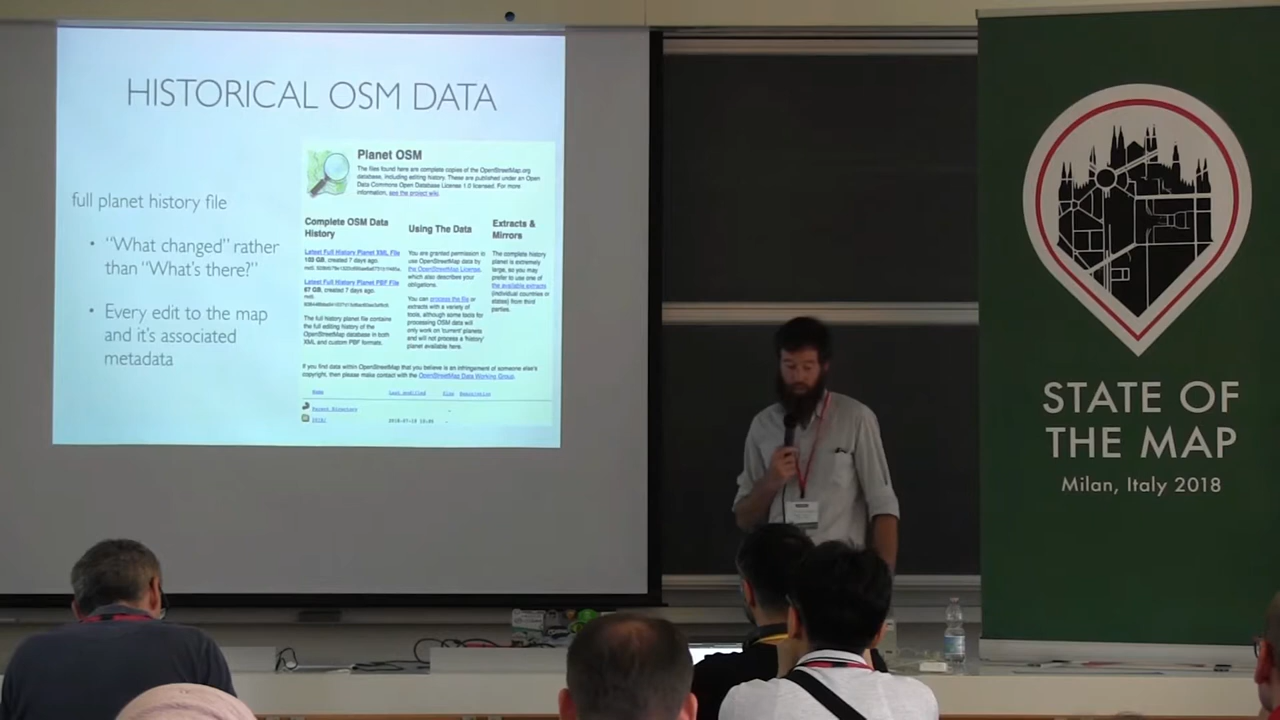 HISTORICAL OSM DATA
full planet history file
• “What changed” rather
than “What’s there?”
• Every edit to the map
and it’s associated
metadata
Planet OSM
The files found here are complete copies of the OpenStreetMap.org
database, including editing history. These are published under an Open
Data Commons Open Database License 1.0 licensed. For more
information, see the project wiki.
Complete OSM Data
History
Latest Full History Planet XML File
created 7 days ago.
Latest Full History Planet PBF File
67 GB, created 7 days ago.
The full history planet file contains
the full editing history of the
OpenStreetMap database in both
XML and custom PBF formats.
Using The Data
You are granted permission to
use OpenStreetMap data by
the OpenStreetMap License,
which also describes your
obligations.
You can process the file or
extracts with a variety of
tools, although some tools for
processing OSM data will
only work on 'current' planets
and will not process a 'history'
planet available here.
Extracts &
Mirrors
The complete history
planet is extremely
large, so you may
prefer to use one of
the available extracts
(individual countries or
states) from third
parties.
If you find data within OpenStreetMap that you believe is an infringement of someone else's
copyright, then please make contact with the OpenStreetMap Data Working Group.
Name Last modified Size Description
Parent Directory -
2018/ -
STATE OF
THE MAP
Milan, Italy 2018